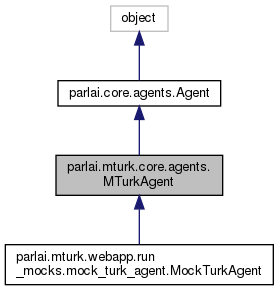 object
parlai.core.agents.Agent
parlai.mturk.core.agents.
MTurkAgent
parlai.mturk.webapp.run
_mocks.mock_turk_agent.MockTurkAgent